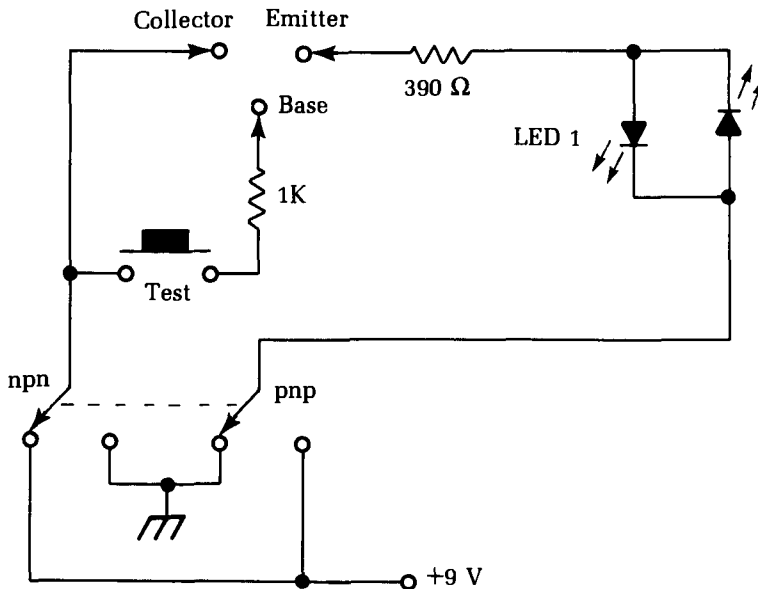 Collector
Emitter
390 Ω
Base
LED 1
1K
Test
npn
pnp
+9 V